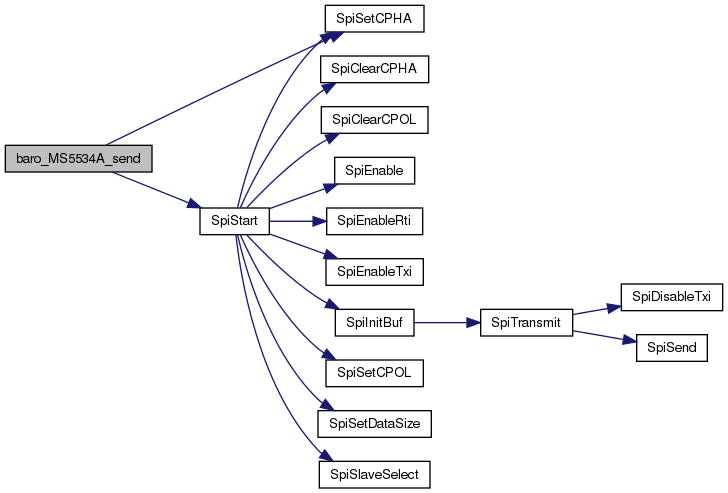 SpiSetCPHA
SpiClearCPHA
SpiClearCPOL
baro_MS5534A_send
SpiEnable
SpiStart
SpiEnableRti
SpiEnableTxi
SpiDisableTxi
SpiInitBuf
SpiTransmit
SpiSend
SpiSetCPOL
SpiSetDataSize
SpiSlaveSelect